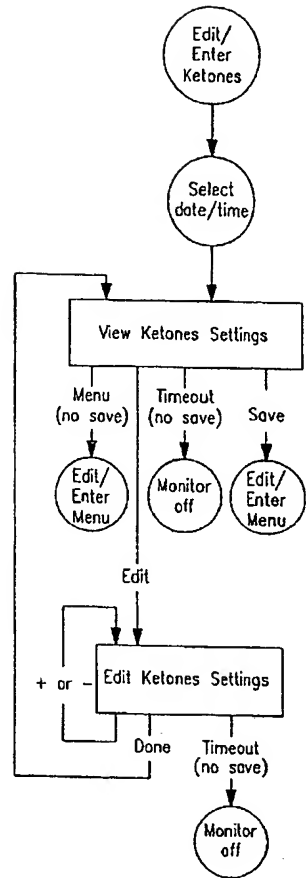 Edit/
Enter
Ketones
Select
date/time
View Ketones Settings
Menu
(no save)
Timeout
(no save)
Save
Edit/
Enter
Menu
Monitor
off
Edit/
Enter
Menu
Edit
+ or -
Edit Ketones Settings
Done
Timeout
(no save)
Monitor
off